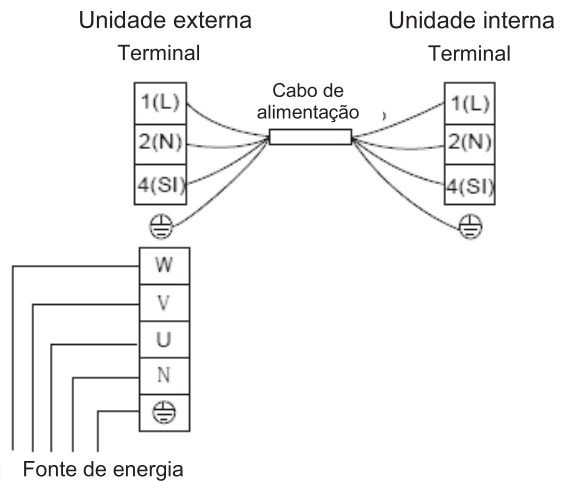 Unidade externa
Terminal
1(L)
2(N)
4(SI)
Cabo de
alimentação
Unidade interna
Terminal
1(L)
2(N)
4(SI)
W
V
U
N
Fonte de energia